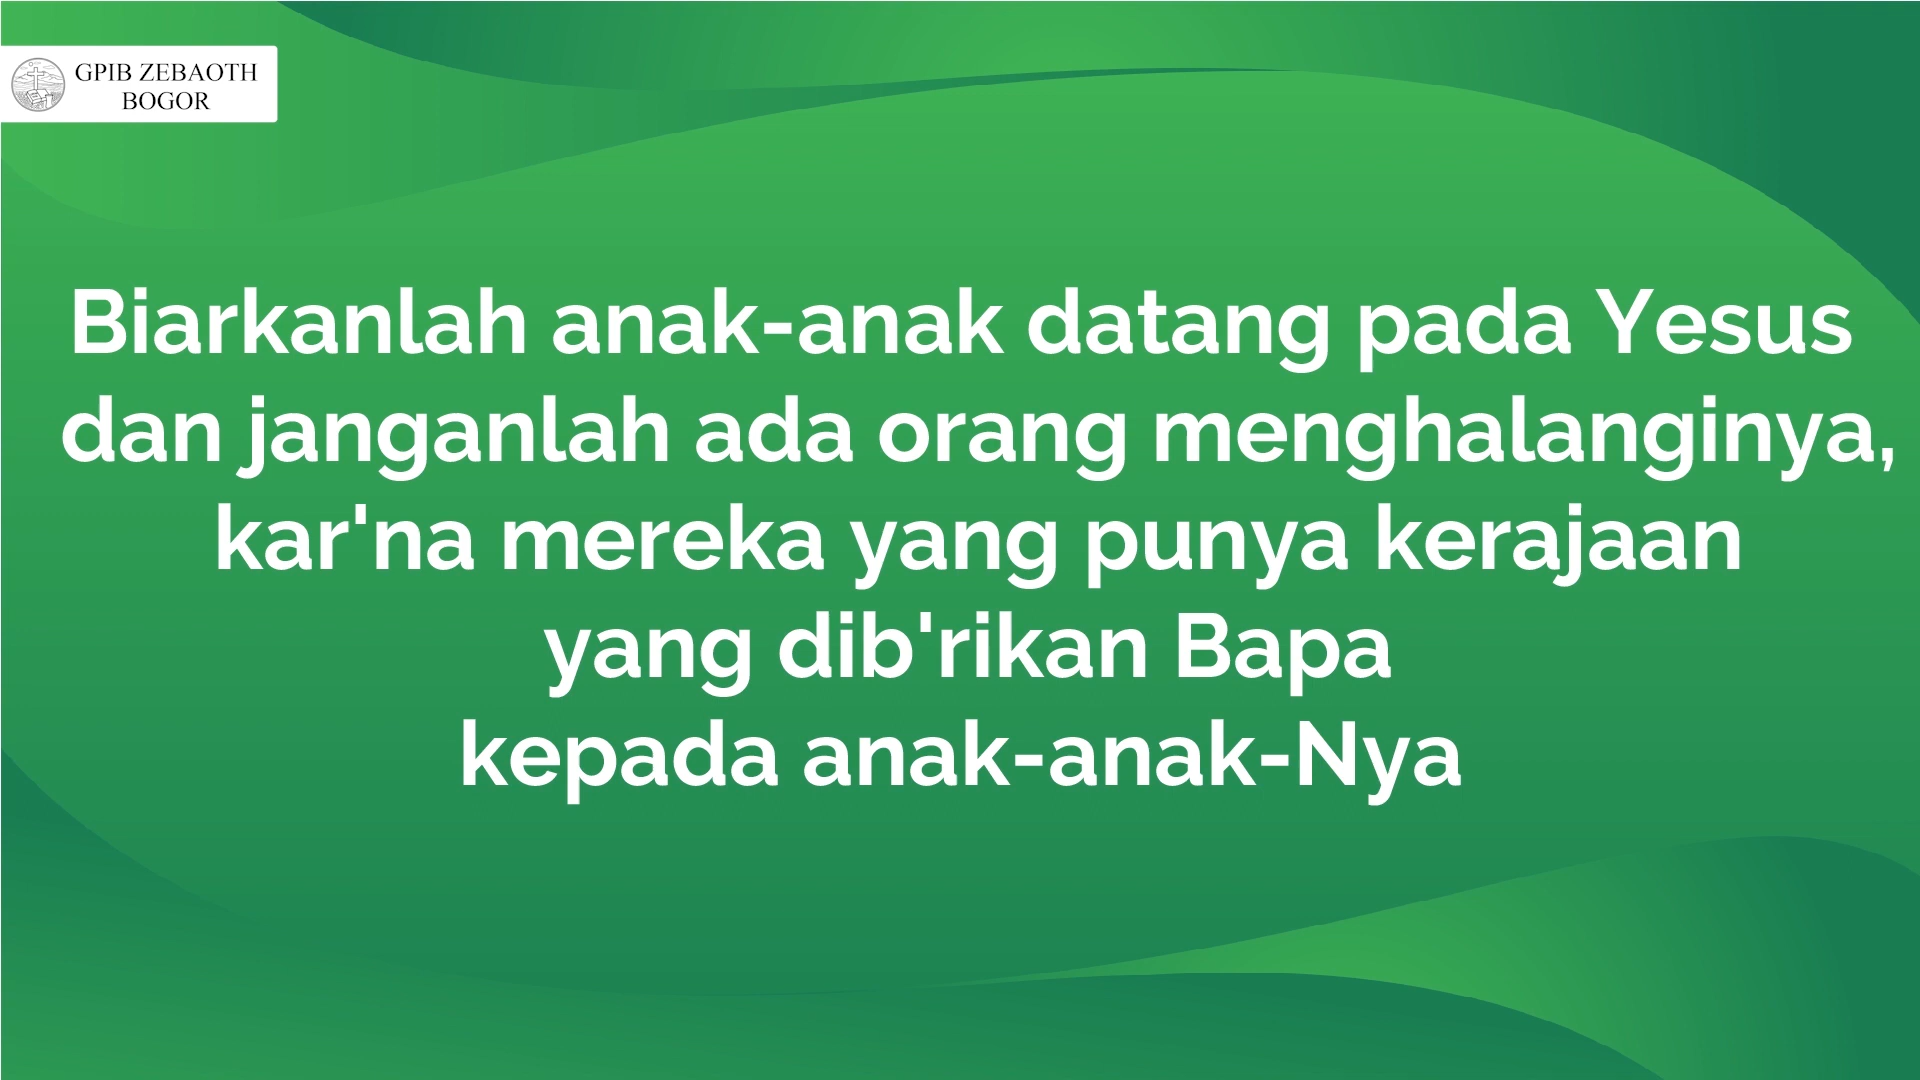 GPIB ZEBAOTH
BOGOR
Biarkanlah anak-anak datang pada Yesus
dan janganlah ada orang menghalanginya,
kar'na mereka yang punya kerajaan
yang dib'rikan Bapa
kepada anak-anak-Nya